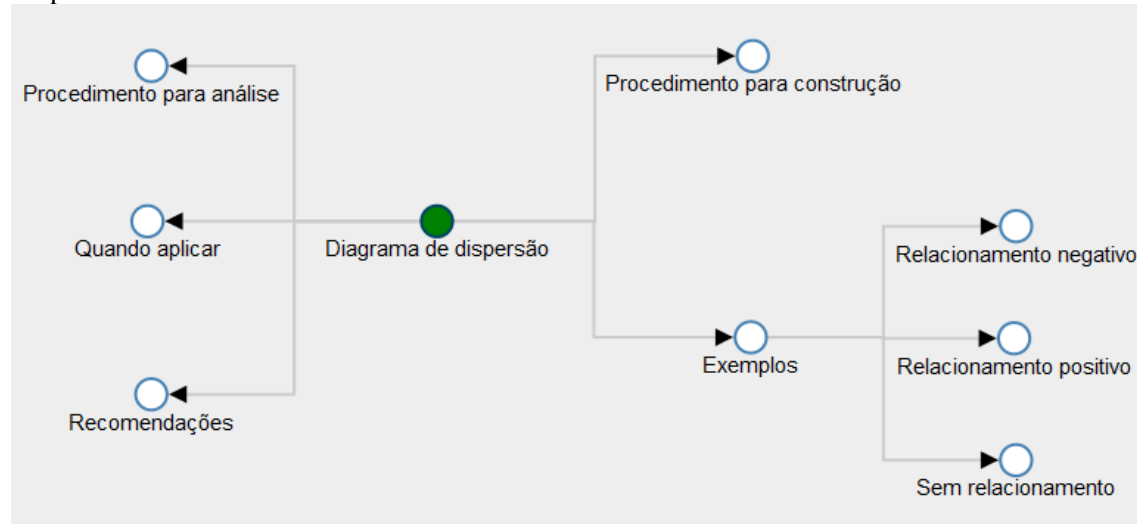 Procedimento para análise
Procedimento para construção
Quando aplicar
Diagrama de dispersão
Relacionamento negativo
Exemplos
Relacionamento positivo
Recomendações
Sem relacionamento